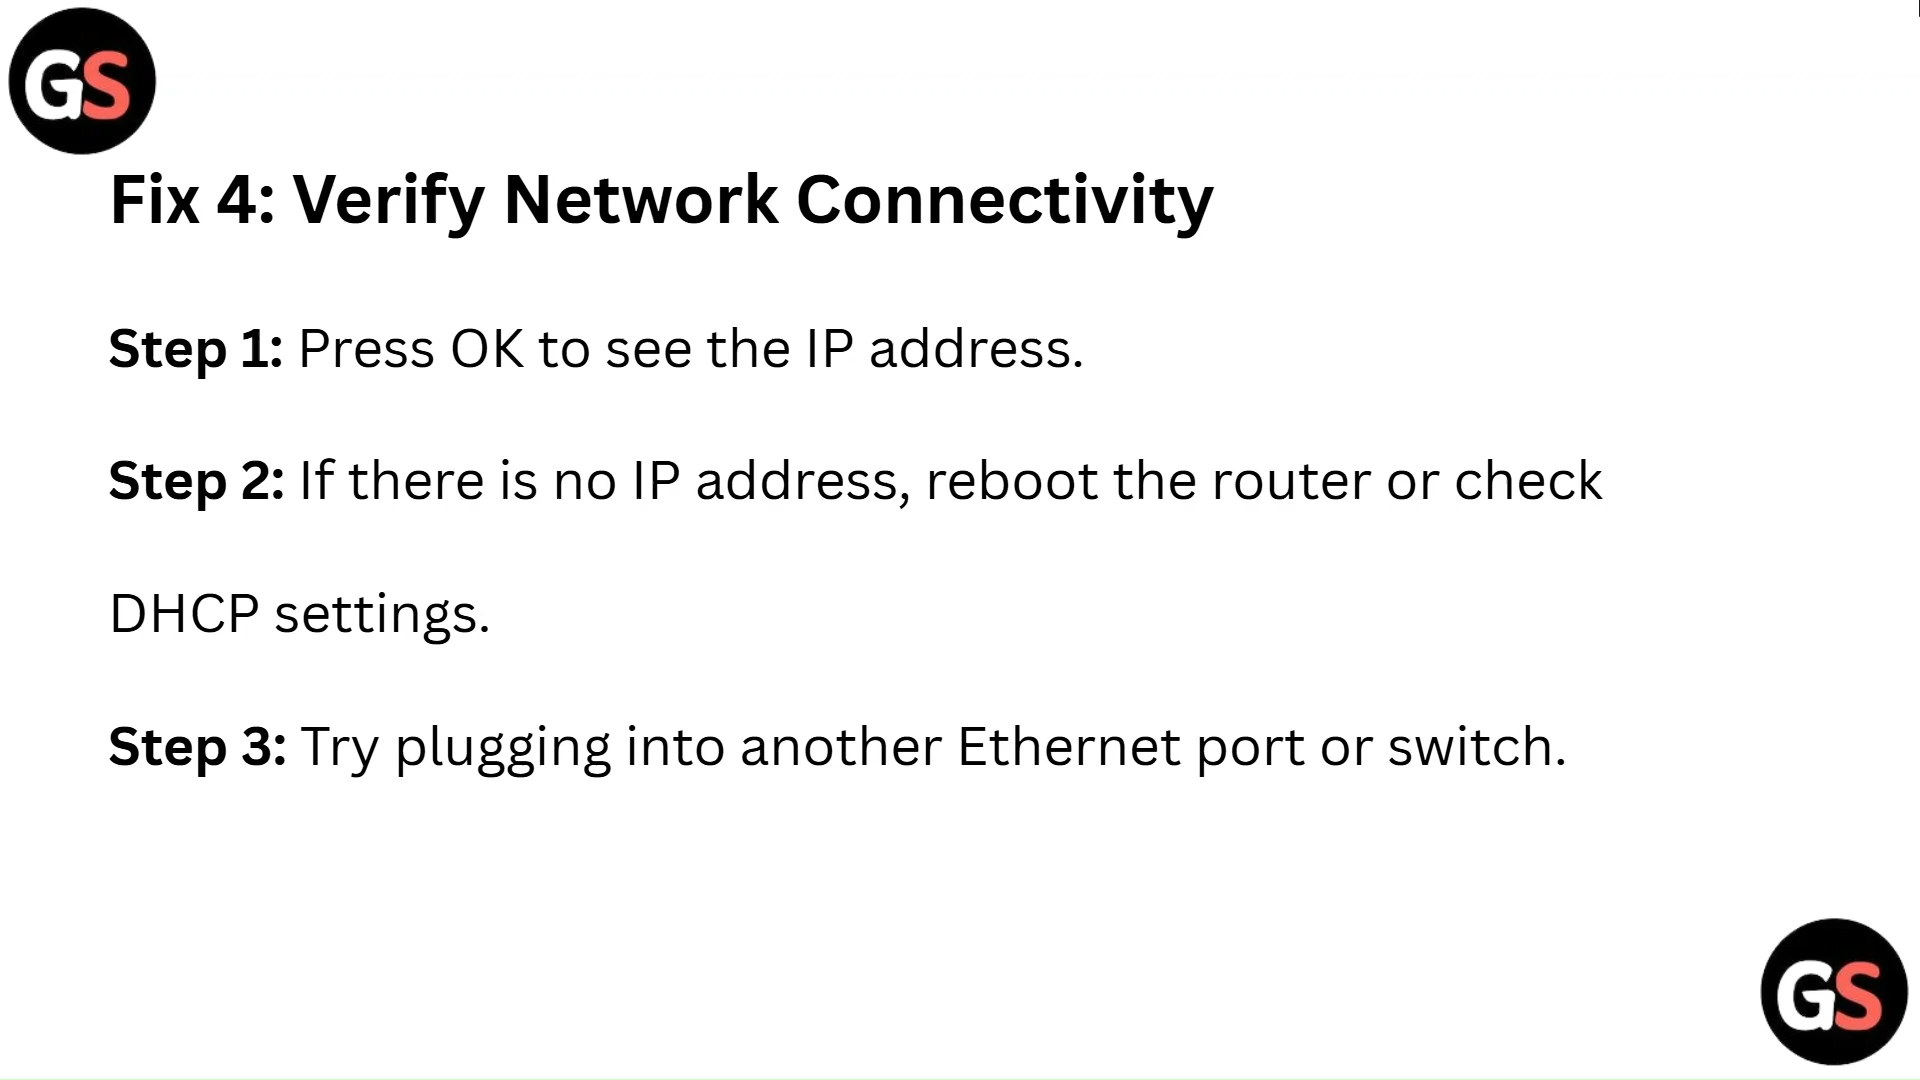 GS
Fix 4: Verify Network Connectivity
Step 1: Press OK to see the IP address.
Step 2: If there is no IP address, reboot the router or check
DHCP settings.
Step 3: Try plugging into another Ethernet port or switch.
GS